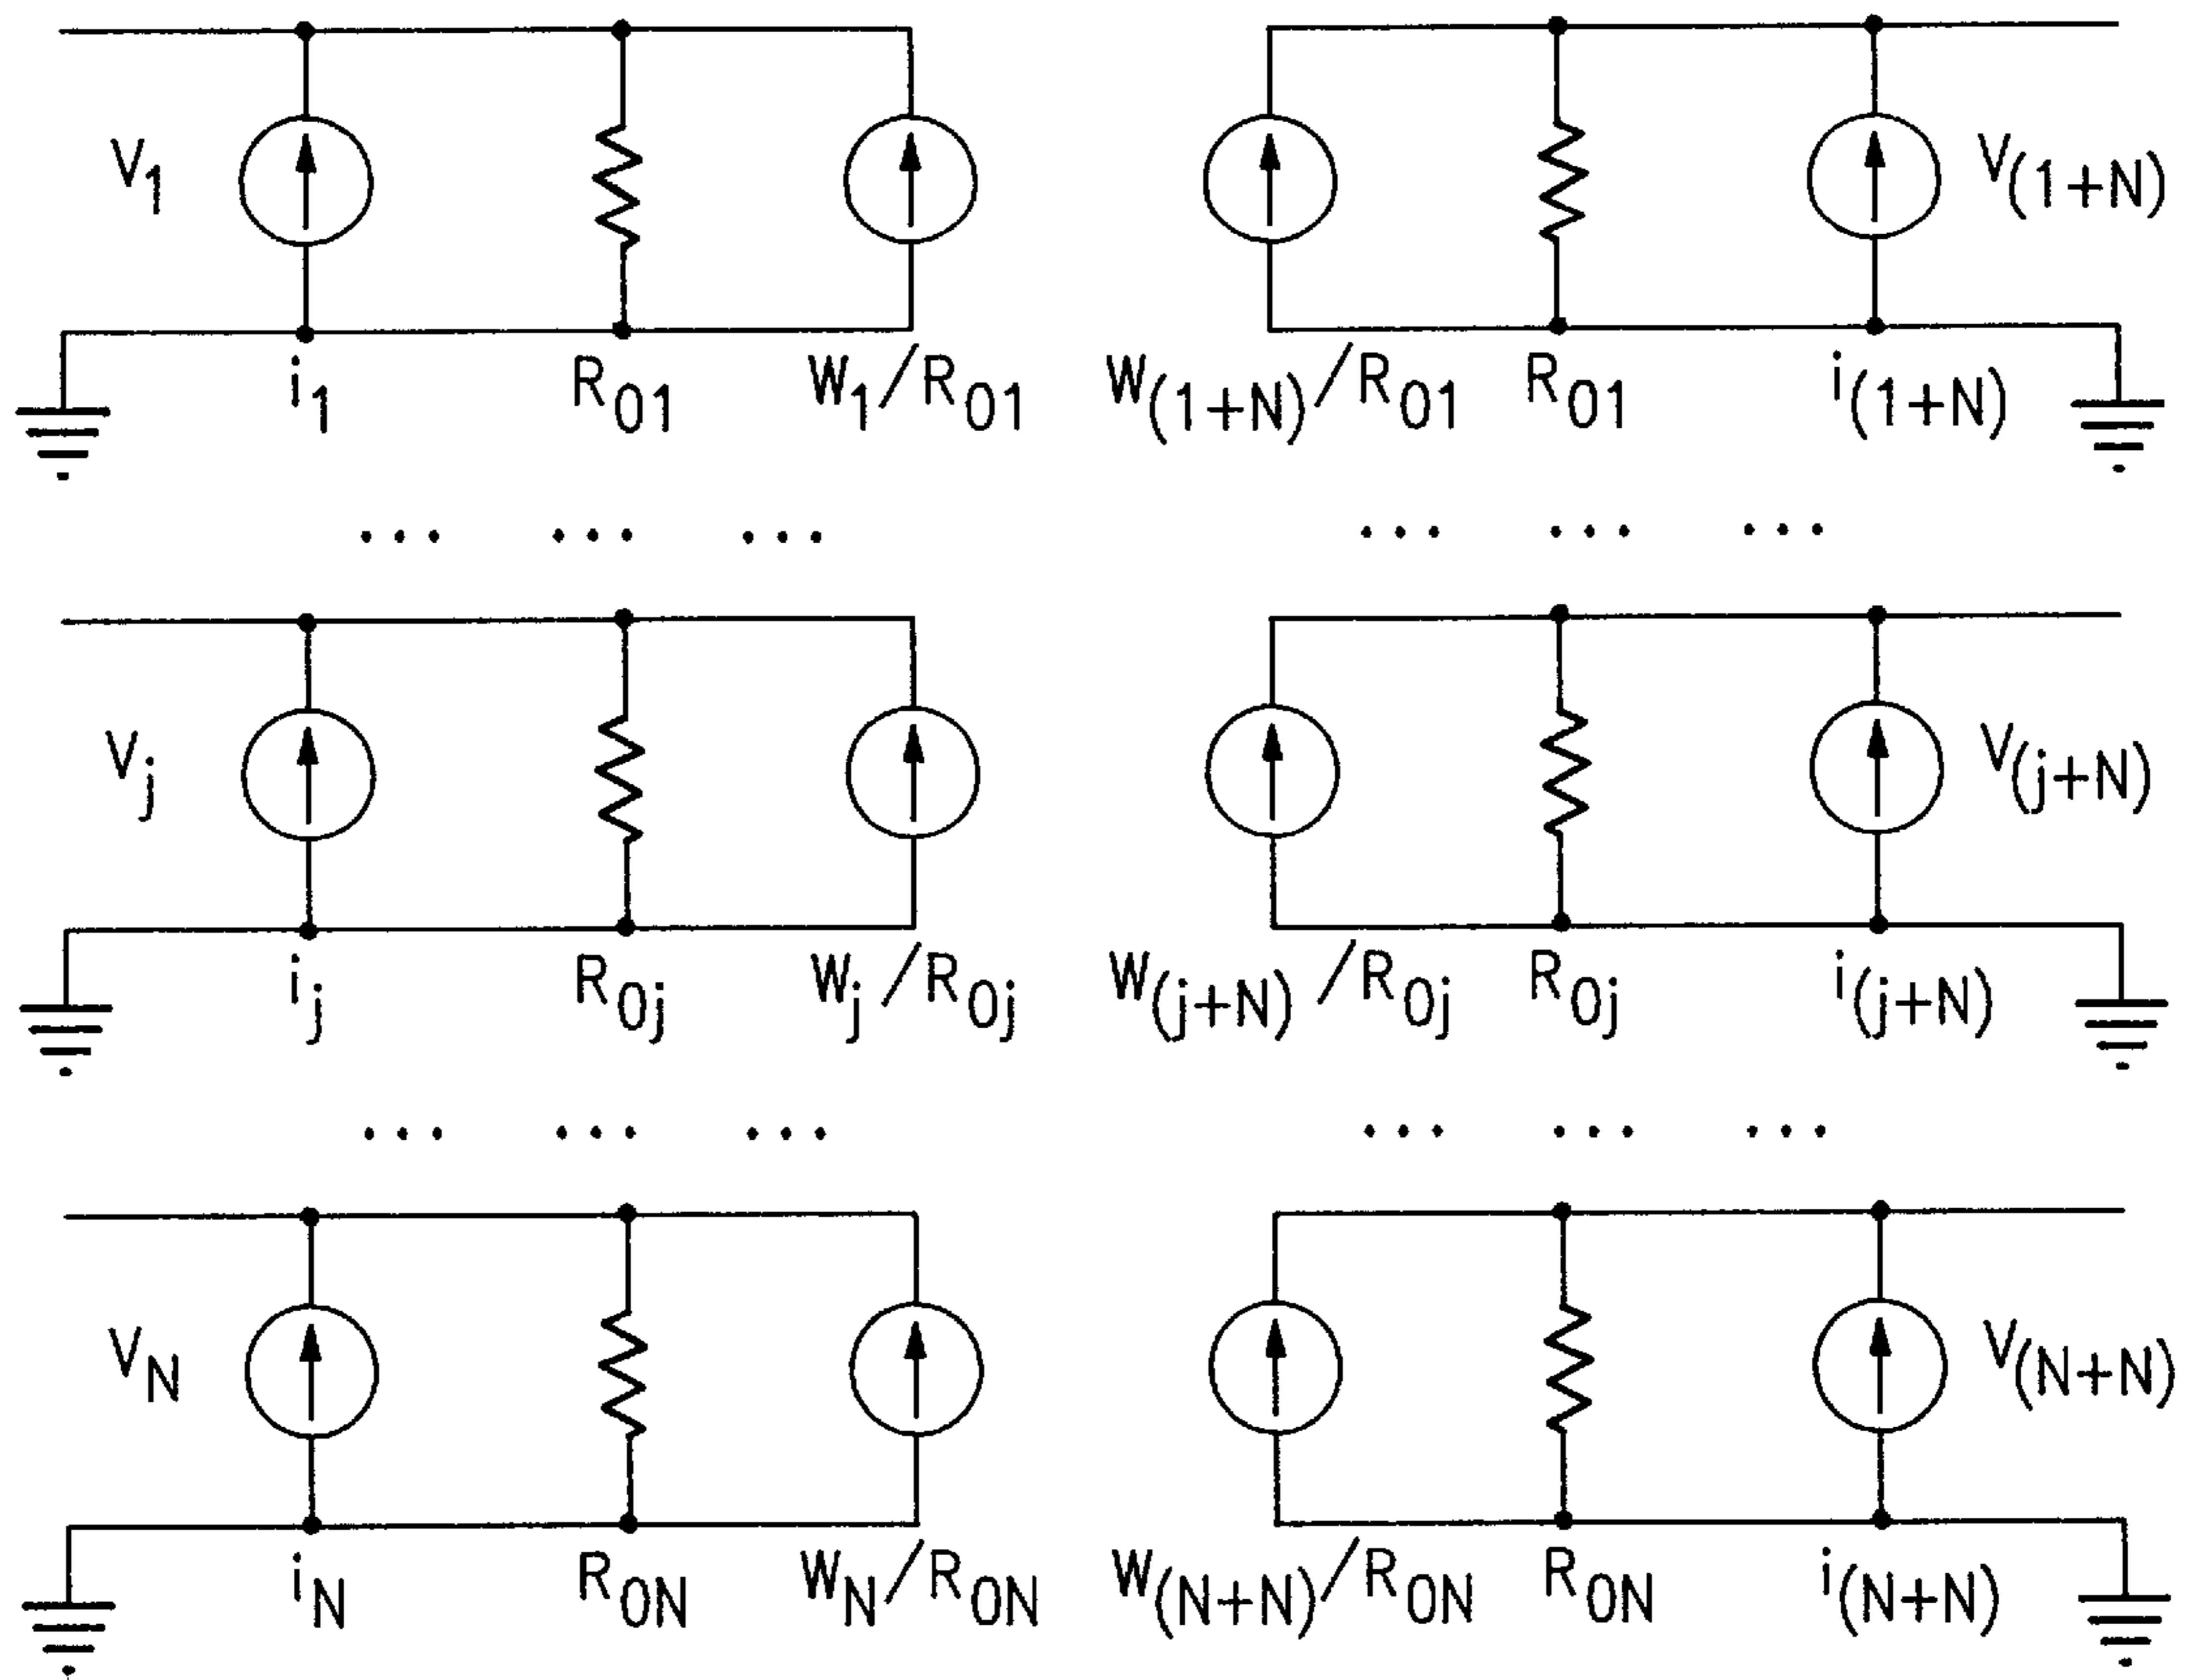 V1 V(1+N)
i1 R01 W1/R01 W(1+N)/R01 R01 i(1+N)
... ... ... ... ... ...
Vj V(j+N)
ij R0j Wj/R0j W(j+N)/R0j R0j i(j+N)
... ... ... ... ... ...
VN V(N+N)
iN R0N WN/R0N W(N+N)/R0N R0N i(N+N)